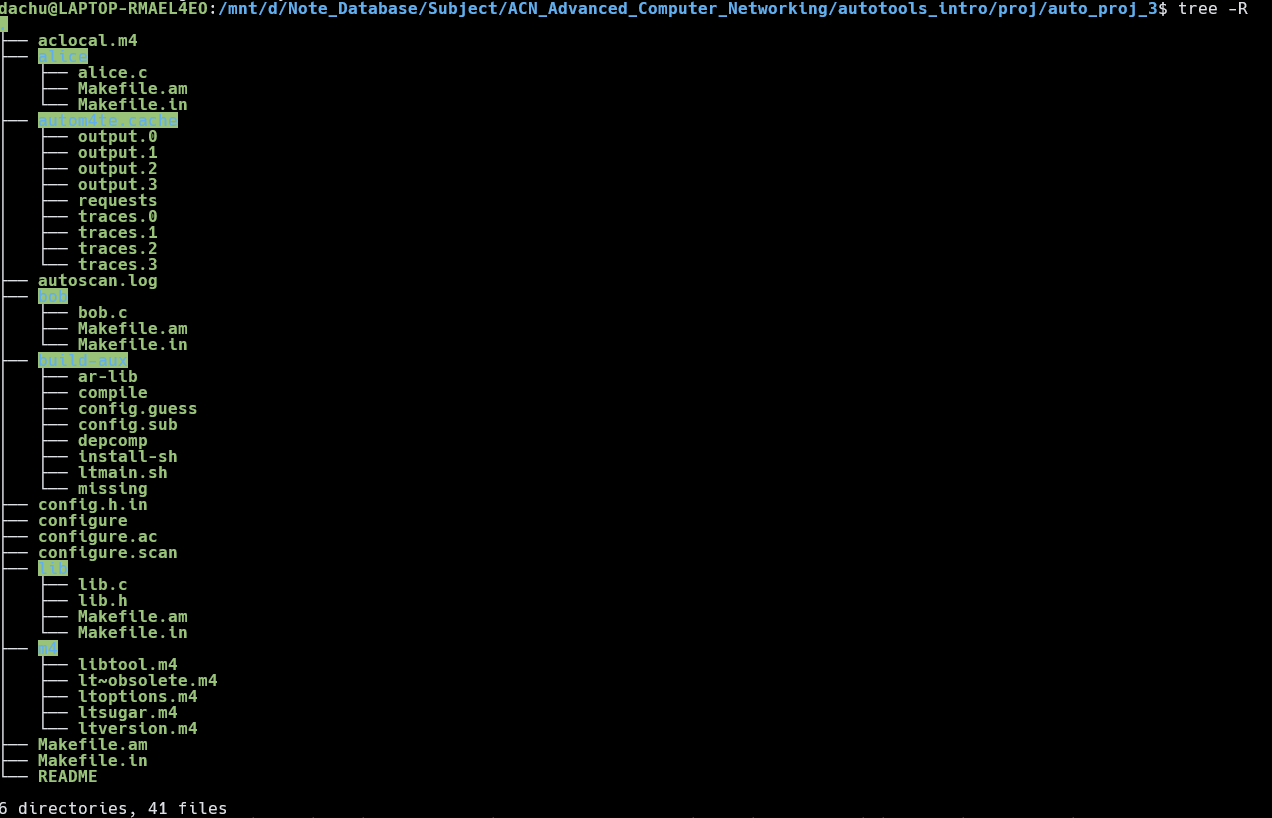 dachu@LAPTOP-RMAEL4EO:/mnt/d/Note_Database/Subject/ACN_Advanced_Computer_Networking/autotools_intro/proj/auto_proj_3$ tree -R
.
├── aclocal.m4
├── alice
│   ├── alice.c
│   ├── Makefile.am
│   └── Makefile.in
├── autom4te.cache
│   ├── output.0
│   ├── output.1
│   ├── output.2
│   ├── output.3
│   ├── requests
│   ├── traces.0
│   ├── traces.1
│   ├── traces.2
│   └── traces.3
├── autoscan.log
├── bob
│   ├── bob.c
│   ├── Makefile.am
│   └── Makefile.in
├── build-aux
│   ├── ar-lib
│   ├── compile
│   ├── config.guess
│   ├── config.sub
│   ├── depcomp
│   ├── install-sh
│   ├── ltmain.sh
│   └── missing
├── config.h.in
├── configure
├── configure.ac
├── configure.scan
├── lib
│   ├── lib.c
│   ├── lib.h
│   ├── Makefile.am
│   └── Makefile.in
├── m4
│   ├── libtool.m4
│   ├── lt~obsolete.m4
│   ├── ltoptions.m4
│   ├── ltsugar.m4
│   └── ltversion.m4
├── Makefile.am
├── Makefile.in
└── README
6 directories, 41 files